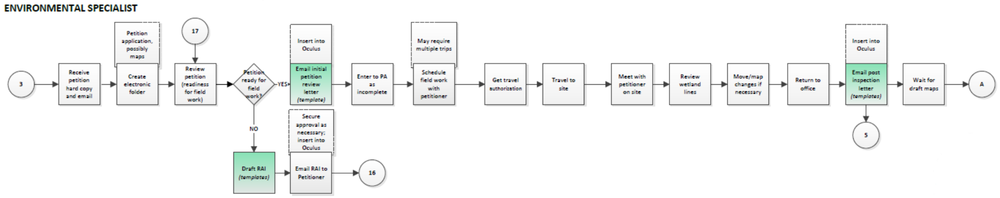 ENVIRONMENTAL SPECIALIST
3
Receive
petition
hard copy
and email
Petition
application,
possibly
maps
Create
electronic
folder
17
Review
petition
(readiness
for field
work)
Petition
ready for
field
work?
YES
NO
Insert into
Oculus
Email initial
petition
review
letter
(template)
Enter to PA
as
incomplete
May require
multiple trips
Schedule
field work
with
petitioner
Get travel
authorization
Travel to
site
Meet with
petitioner
on site
Review
wetland
lines
Move/map
changes if
necessary
Return to
office
Insert into
Oculus
Email post
inspection
letter
(templates)
Wait for
draft maps
A
5
Draft RAI
(templates)
Secure
approval as
necessary;
insert into
Oculus
Email RAI to
Petitioner
16